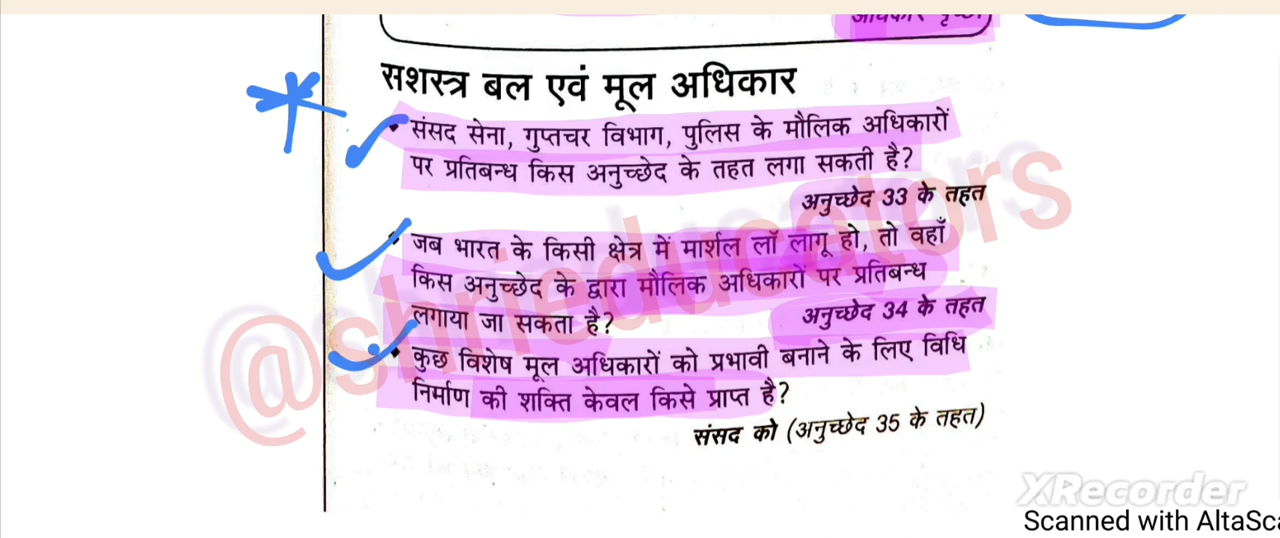 अधिकार पृच्छा
सशस्त्र बल एवं मूल अधिकार
• संसद सेना, गुप्तचर विभाग, पुलिस के मौलिक अधिकारों
पर प्रतिबन्ध किस अनुच्छेद के तहत लगा सकती है?
अनुच्छेद 33 के तहत
• जब भारत के किसी क्षेत्र में मार्शल लॉ लागू हो, तो वहाँ
किस अनुच्छेद के द्वारा मौलिक अधिकारों पर प्रतिबन्ध
लगाया जा सकता है?
अनुच्छेद 34 के तहत
• कुछ विशेष मूल अधिकारों को प्रभावी बनाने के लिए विधि
निर्माण की शक्ति केवल किसे प्राप्त है?
संसद को (अनुच्छेद 35 के तहत)
@shrieducators
XRecorder
Scanned with AltaSca